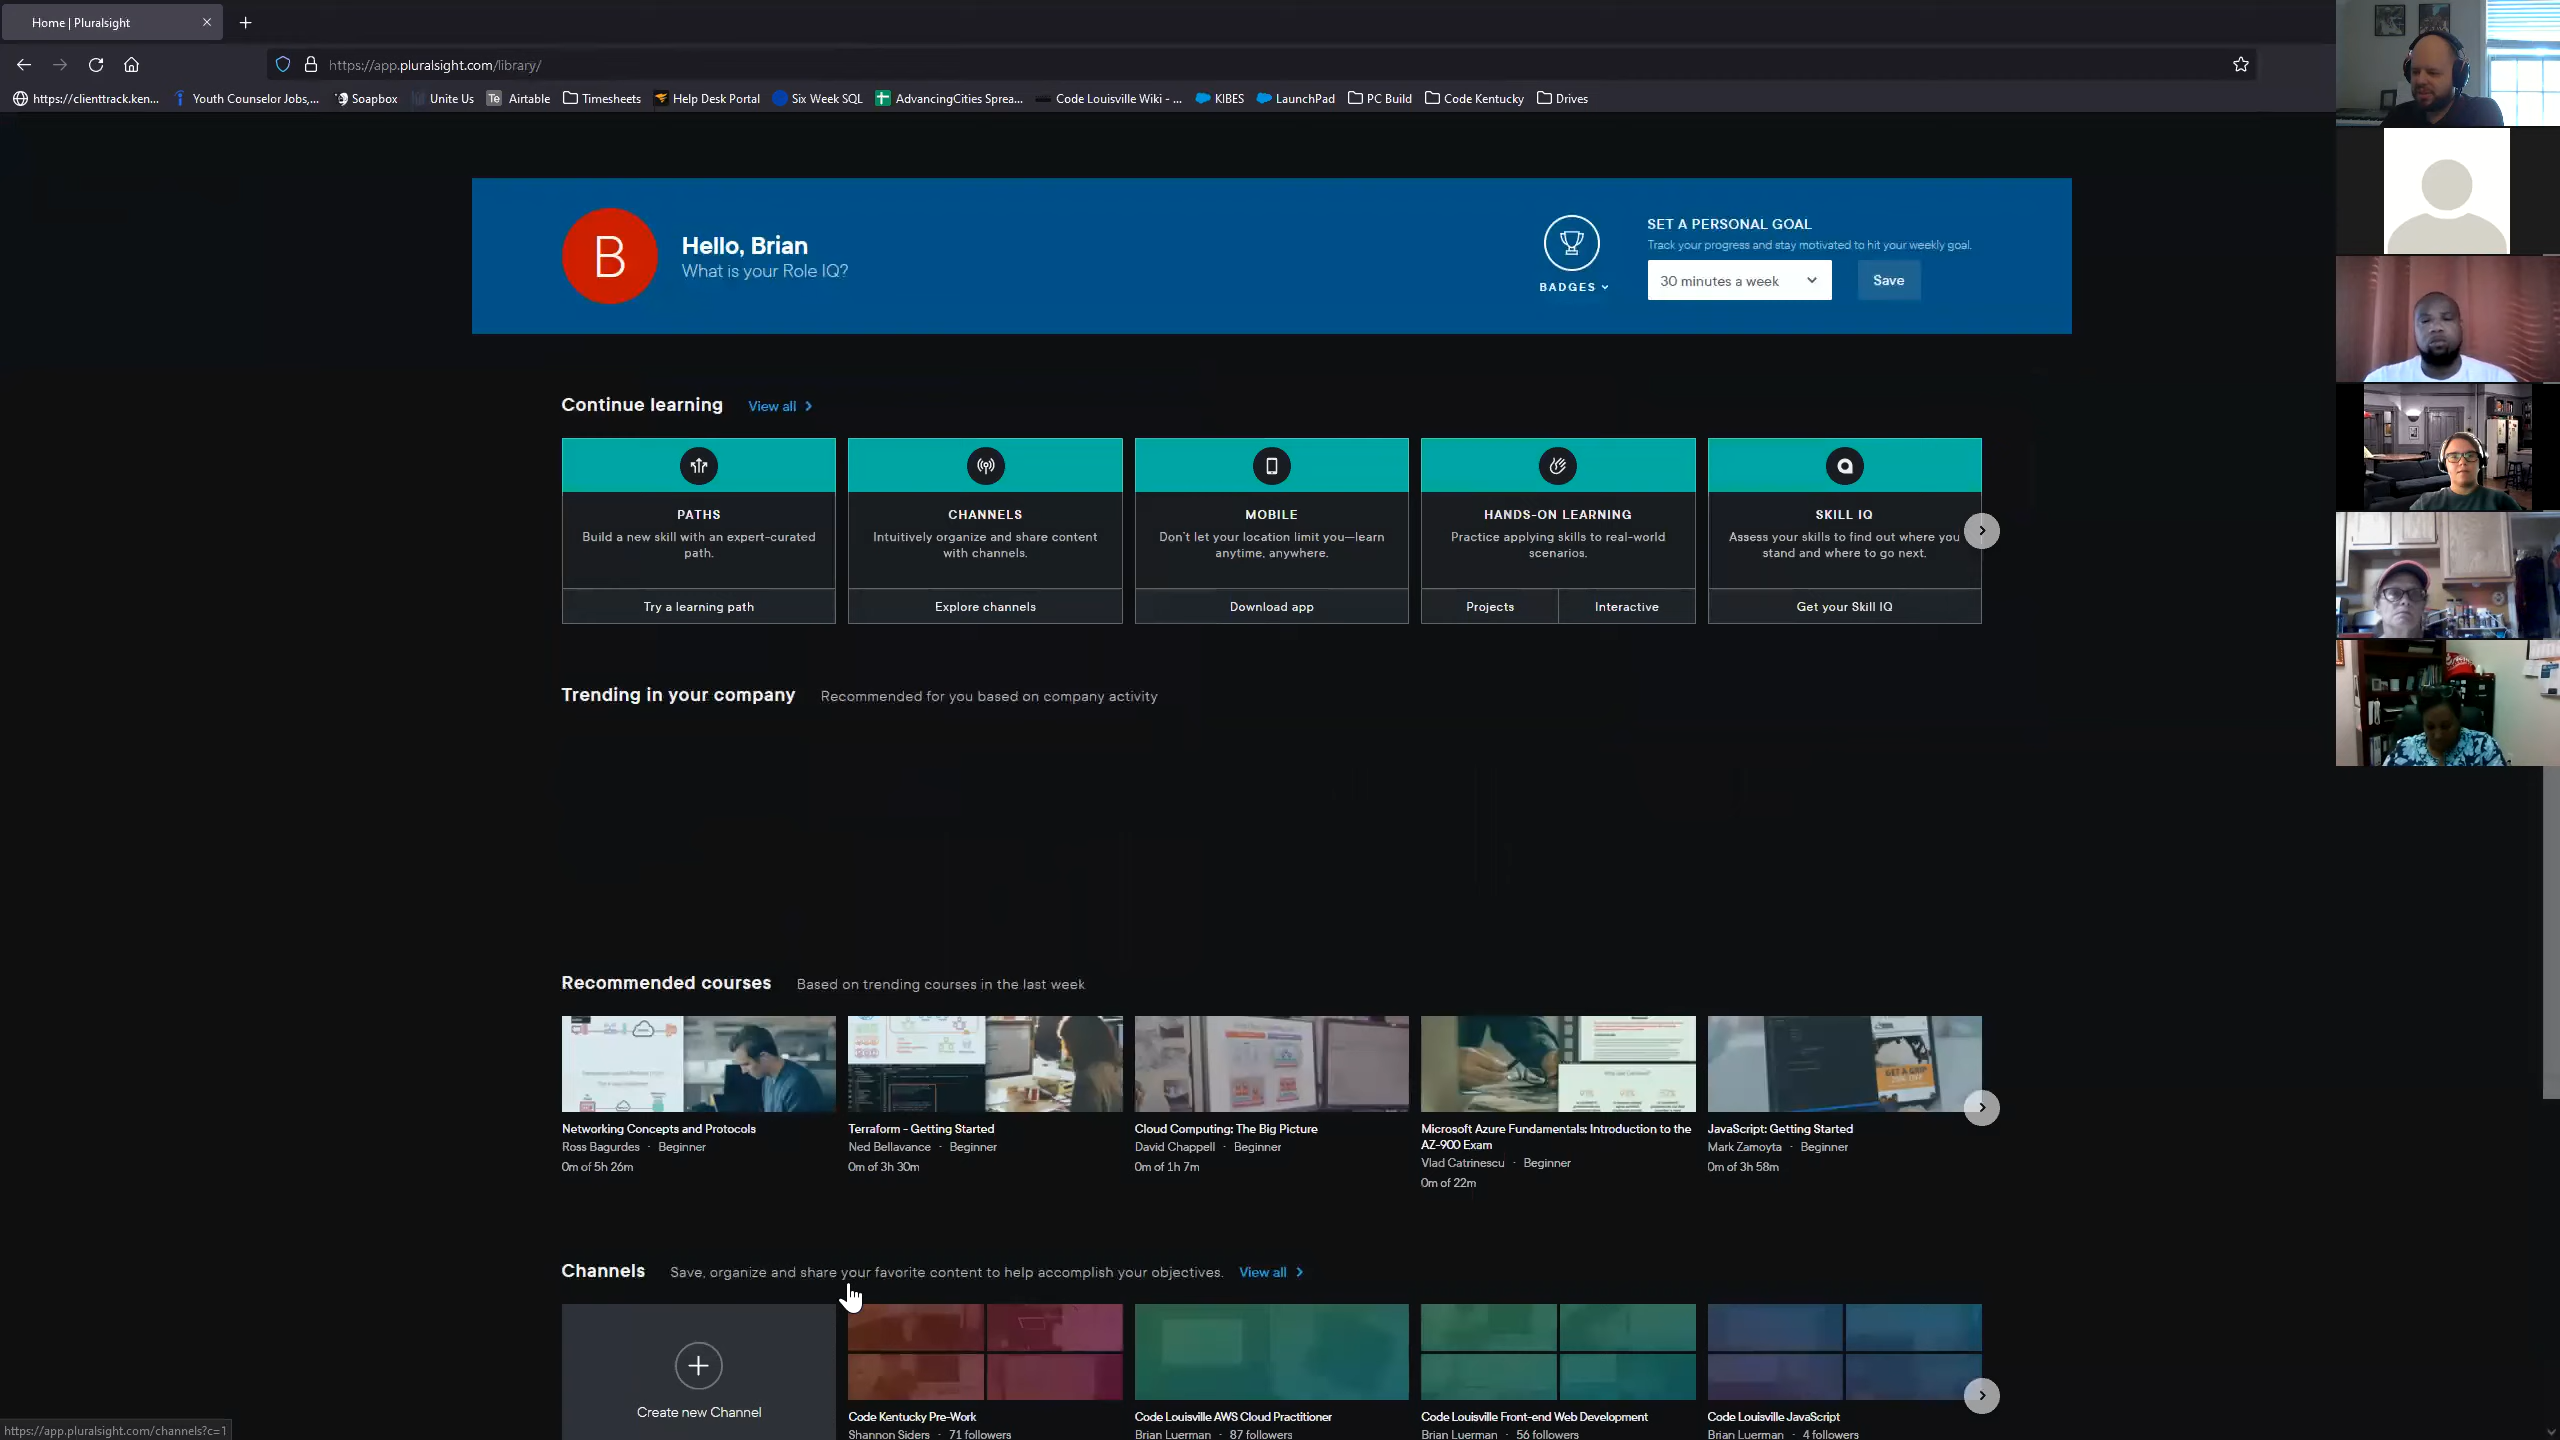 Home | Pluralsight
https://app.pluralsight.com/library/
https://clienttrack.ken...
Youth Counselor Jobs,...
Soapbox
Unite Us
Te Airtable
Timesheets
Help Desk Portal
Six Week SQL
AdvancingCities Sprea...
Code Louisville Wiki - ...
KIBES
LaunchPad
PC Build
Code Kentucky
Drives
B
Hello, Brian
What is your Role IQ?
BADGES
SET A PERSONAL GOAL
Track your progress and stay motivated to hit your weekly goal.
30 minutes a week
Save
Continue learning View all
PATHS
Build a new skill with an expert-curated
path.
Try a learning path
CHANNELS
Intuitively organize and share content
with channels.
Explore channels
MOBILE
Don't let your location limit you—learn
anytime, anywhere.
Download app
HANDS-ON LEARNING
Practice applying skills to real-world
scenarios.
Projects
Interactive
SKILL IQ
Assess your skills to find out where you
stand and where to go next.
Get your Skill IQ
Trending in your company Recommended for you based on company activity
Recommended courses Based on trending courses in the last week
Networking Concepts and Protocols
Ross Bagurdes · Beginner
0m of 5h 26m
Terraform - Getting Started
Ned Bellavance · Beginner
0m of 3h 30m
Cloud Computing: The Big Picture
David Chappell · Beginner
0m of 1h 7m
Microsoft Azure Fundamentals: Introduction to the
AZ-900 Exam
Vlad Catrinescu · Beginner
0m of 22m
GET A GRIP
JavaScript: Getting Started
Mark Zamoyta · Beginner
0m of 3h 58m
Channels Save, organize and share your favorite content to help accomplish your objectives. View all
Create new Channel
Code Kentucky Pre-Work
Shannon Siders · 71 followers
Code Louisville AWS Cloud Practitioner
Brian Luerman · 87 followers
Code Louisville Front-end Web Development
Brian Luerman · 56 followers
Code Louisville JavaScript
Brian Luerman · 4 followers
https://app.pluralsight.com/channels?c=1